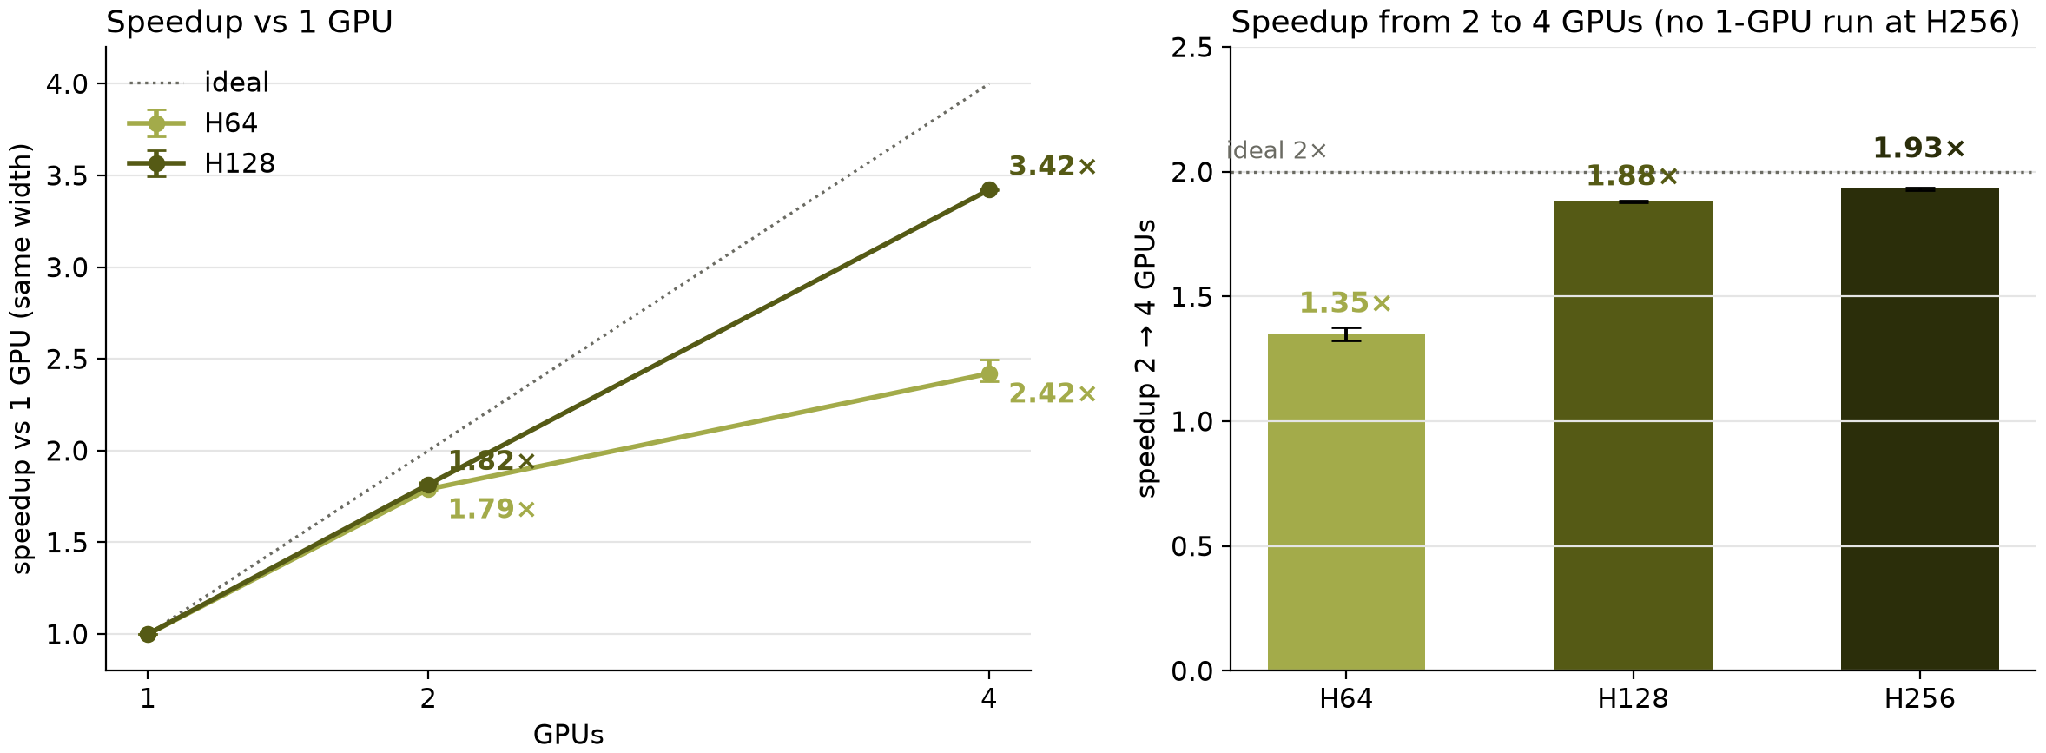 Speedup vs 1 GPU
speedup vs 1 GPU (same width)
4.0
3.5
3.0
2.5
2.0
1.5
1.0
ideal
H64
H128
3.42×
2.42×
1.82×
1.79×
1
2
4
GPUs
Speedup from 2 to 4 GPUs (no 1-GPU run at H256)
speedup 2 → 4 GPUs
2.5
2.0
1.5
1.0
0.5
0.0
ideal 2×
1.35×
1.88×
1.93×
H64
H128
H256